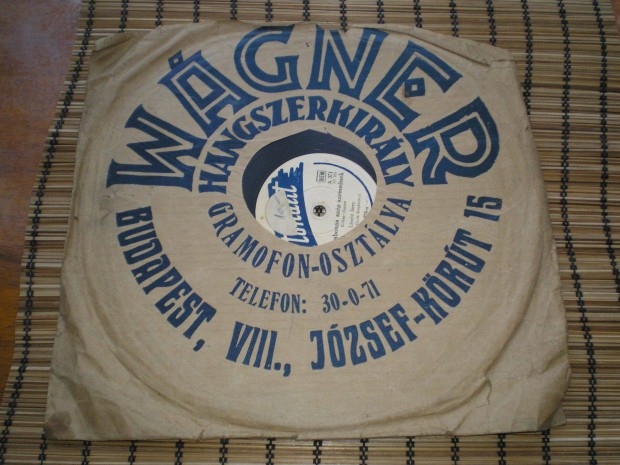 WÁGNER
HANGSZERKIRÁLY
GRAMOFON-OSZTÁLYA
TELEFON: 30-0-71
BUDAPEST, VIII., JÓZSEF-KÖRÚT 15